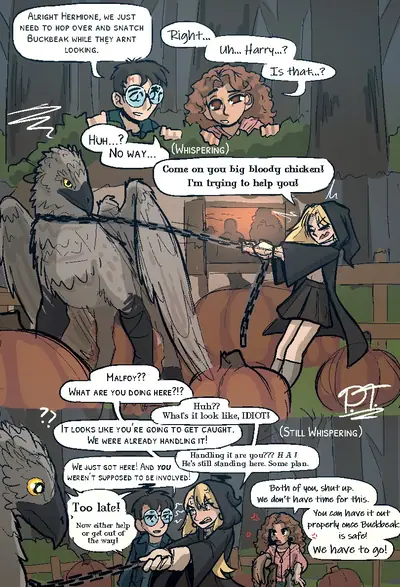 ALRIGHT HERMIONE, WE JUST
NEED TO HOP OVER AND SNATCH
BUCKBEAK WHILE THEY ARNT
LOOKING.
Right...
Uh... Harry...?
Is that...?
HUH...?
NO WAY...
(WHISPERING)
Come on you big bloody chicken!
I'm trying to help you!
MALFOY??
WHAT ARE YOU DOING HERE?!?
Huh??
What's it look like, IDIOT!
IT LOOKS LIKE YOU'RE GOING TO GET CAUGHT.
WE WERE ALREADY HANDLING IT!
(STILL WHISPERING)
??
Handling it are you??? H A !
He's still standing here. Some plan.
WE JUST GOT HERE! AND YOU
WEREN'T SUPPOSED TO BE INVOLVED!
Too late!
Now either help
or get out of
the way!
Both of you, shut up.
We don't have time for this.
You can have it out
properly once Buckbeak
is safe!
We have to go!